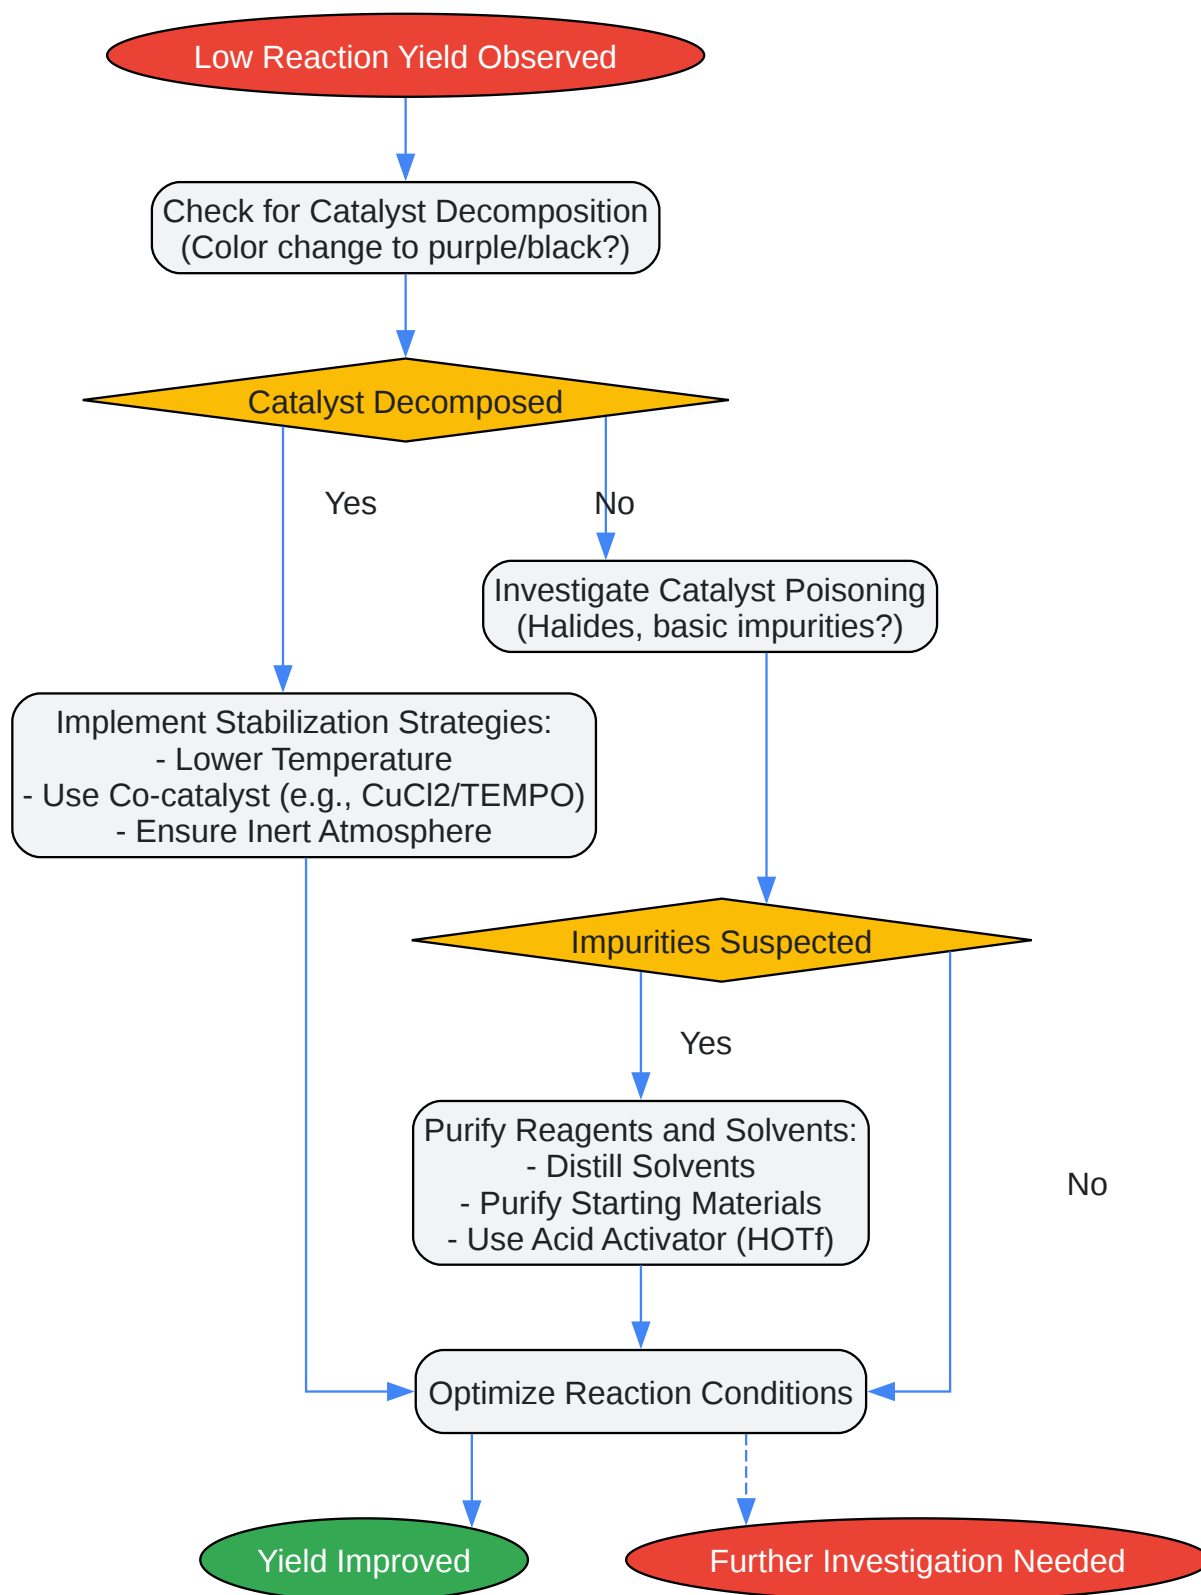 Low Reaction Yield Observed
Check for Catalyst Decomposition
(Color change to purple/black?)
Catalyst Decomposed
Yes
No
Investigate Catalyst Poisoning
(Halides, basic impurities?)
Implement Stabilization Strategies:
- Lower Temperature
- Use Co-catalyst (e.g., CuCl2/TEMPO)
- Ensure Inert Atmosphere
Impurities Suspected
Yes
No
Purify Reagents and Solvents:
- Distill Solvents
- Purify Starting Materials
- Use Acid Activator (HOTf)
Optimize Reaction Conditions
Yield Improved
Further Investigation Needed